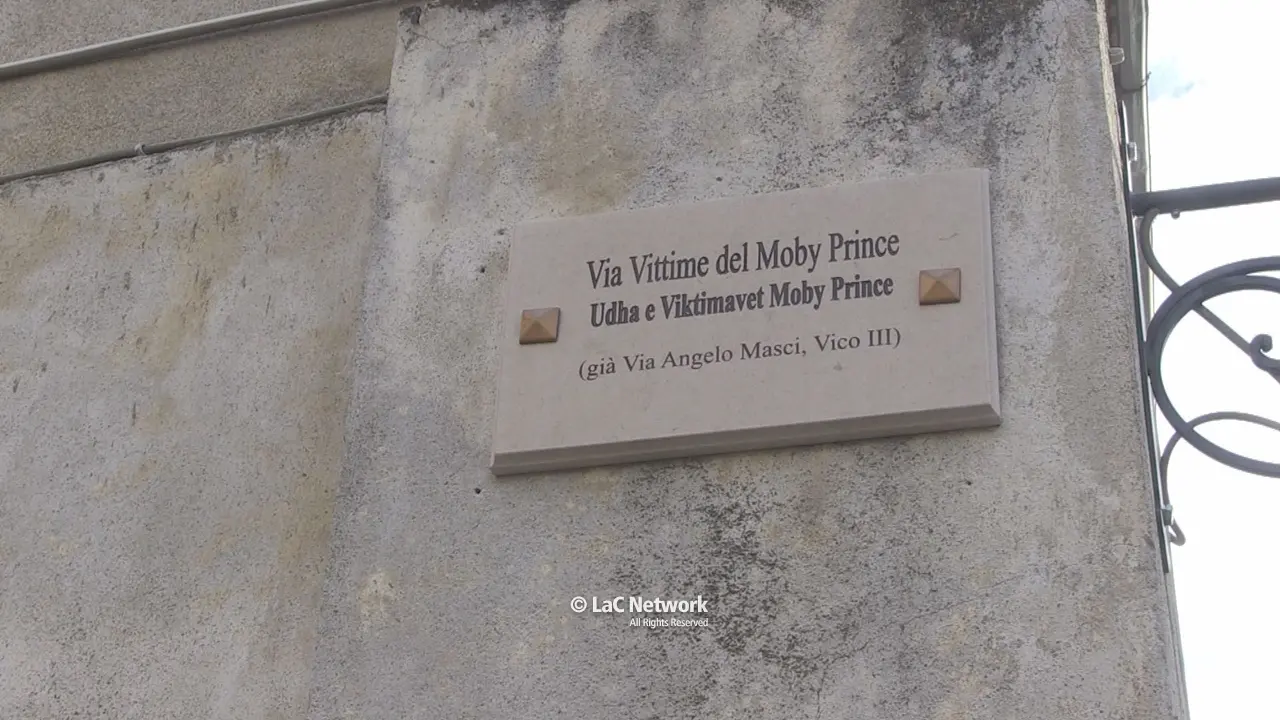 Via Vittime del Moby Prince
Udha e Viktimavet Moby Prince
(già Via Angelo Masci, Vico III)
© LaC Network
All Rights Reserved